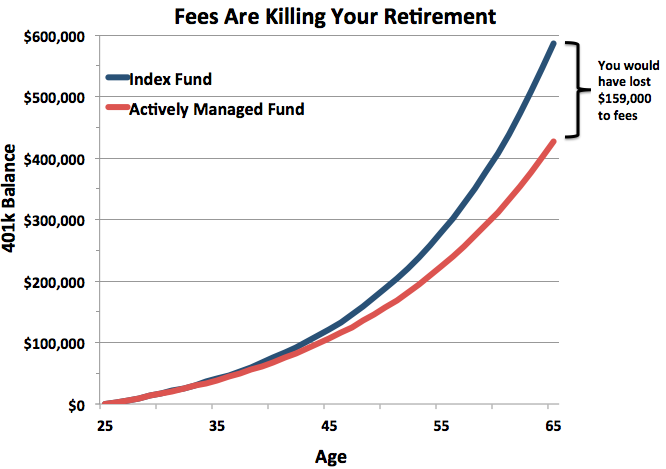 Fees Are Killing Your Retirement
$600,000
$500,000
$400,000
$300,000
$200,000
$100,000
$0
401k Balance
Index Fund
Actively Managed Fund
You would
have lost
$159,000
to fees
25 35 45 55 65
Age